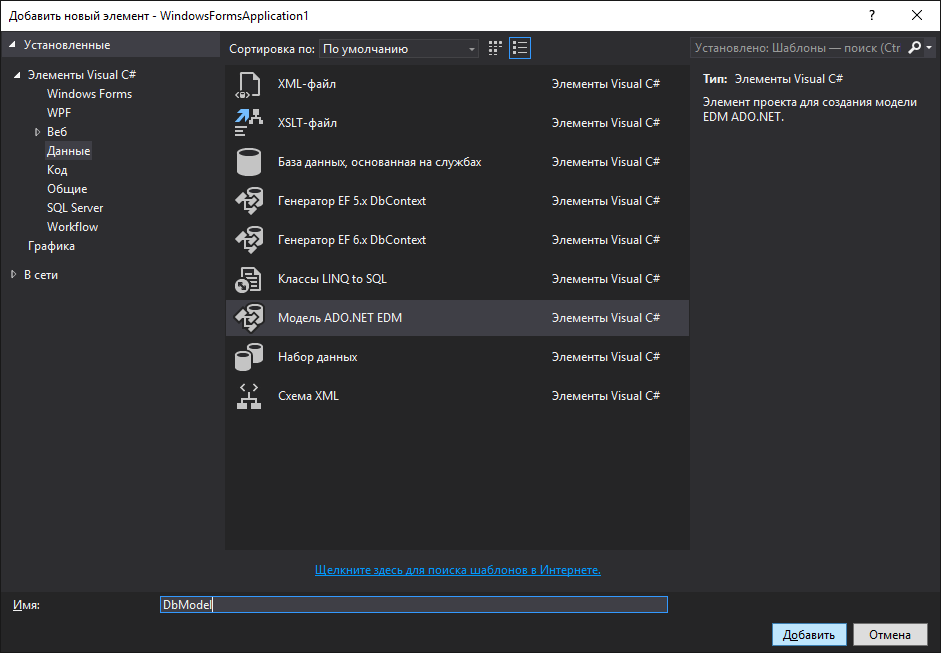 Добавить новый элемент - WindowsFormsApplication1
?
Установленные
Сортировка по: По умолчанию
Установлено: Шаблоны — поиск (Ctr
Элементы Visual C#
Windows Forms
WPF
Веб
Данные
Код
Общие
SQL Server
Workflow
Графика
В сети
XML-файл Элементы Visual C#
XSLT-файл Элементы Visual C#
База данных, основанная на службах Элементы Visual C#
Генератор EF 5.x DbContext Элементы Visual C#
Генератор EF 6.x DbContext Элементы Visual C#
Классы LINQ to SQL Элементы Visual C#
Модель ADO.NET EDM Элементы Visual C#
Набор данных Элементы Visual C#
Схема XML Элементы Visual C#
Тип: Элементы Visual C#
Элемент проекта для создания модели
EDM ADO.NET.
Щелкните здесь для поиска шаблонов в Интернете.
Имя: DbModel
Добавить Отмена